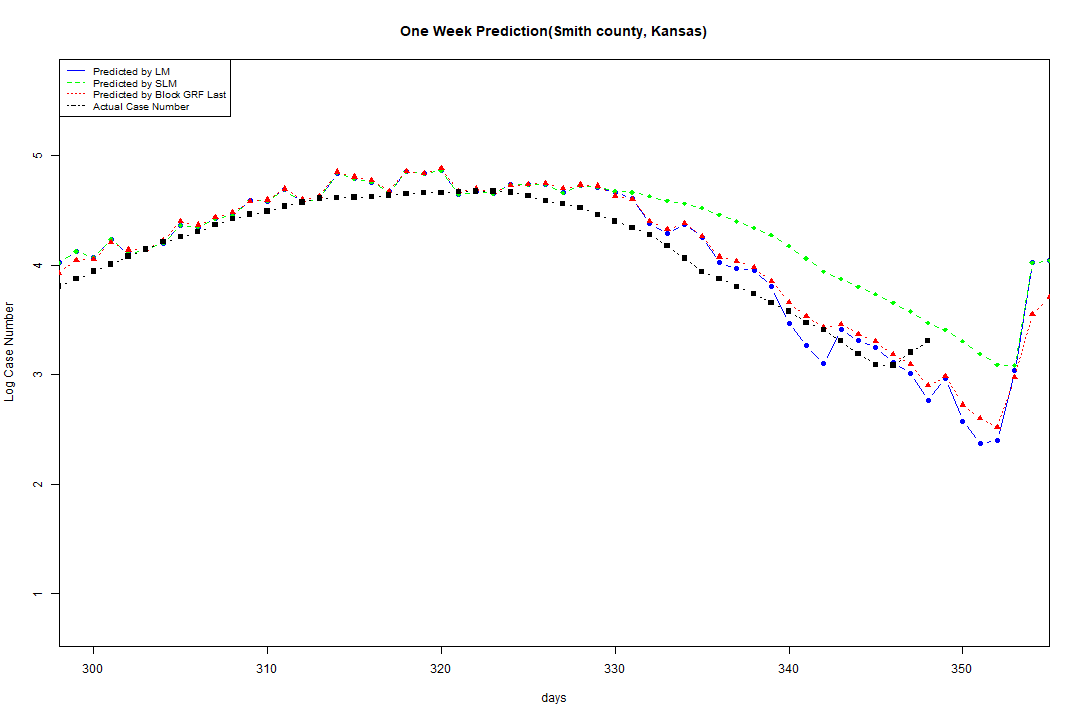 One Week Prediction(Smith county, Kansas)
Predicted by LM
Predicted by SLM
Predicted by Block GRF Last
Actual Case Number
5
4
3
2
1
Log Case Number
300 310 320 330 340 350
days